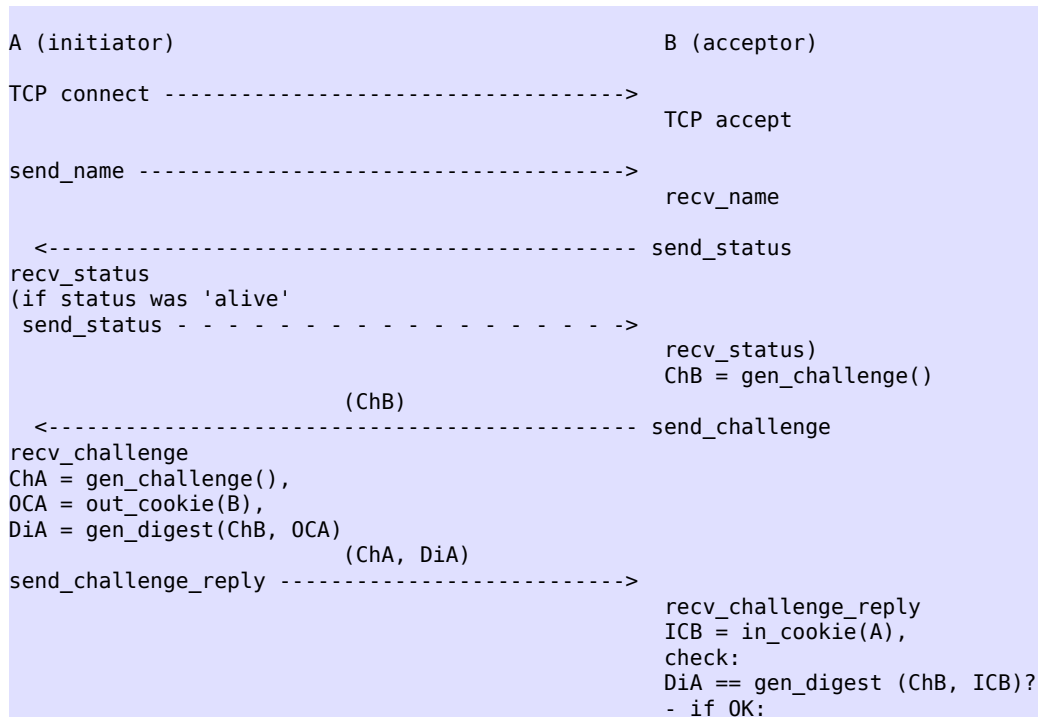 A (initiator) B (acceptor)
TCP connect ------------------------------------>
TCP accept
send_name -------------------------------------->
recv_name
<---------------------------------------------- send_status
recv_status
(if status was 'alive'
send_status - - - - - - - - - - - - - - - - - ->
recv_status)
ChB = gen_challenge()
(ChB)
<---------------------------------------------- send_challenge
recv_challenge
ChA = gen_challenge(),
OCA = out_cookie(B),
DiA = gen_digest(ChB, OCA)
(ChA, DiA)
send_challenge_reply --------------------------->
recv_challenge_reply
ICB = in_cookie(A),
check:
DiA == gen_digest (ChB, ICB)?
- if OK: